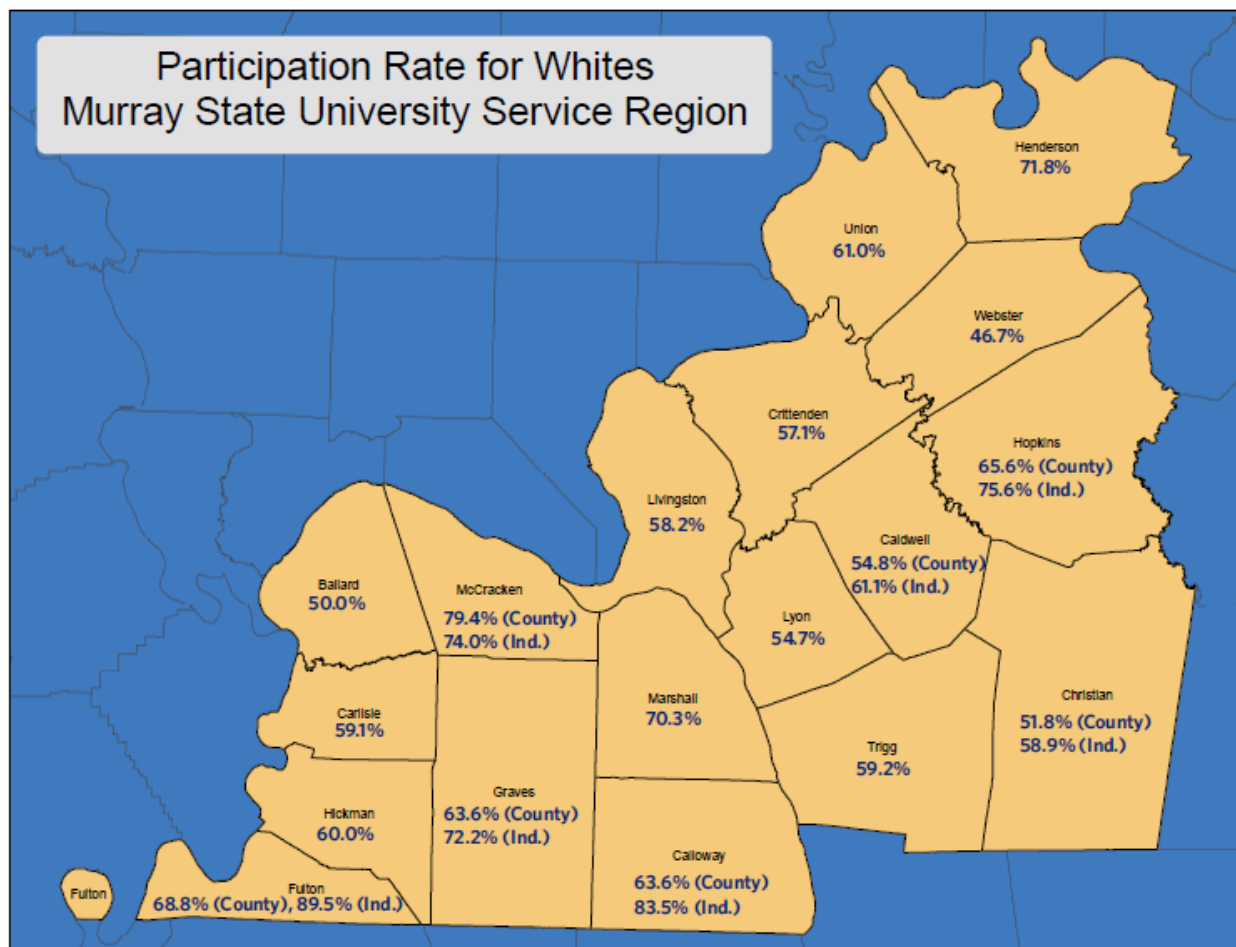 Participation Rate for Whites
Murray State University Service Region
Henderson
71.8%
Union
61.0%
Webster
46.7%
Crittenden
57.1%
Hopkins
65.6% (County)
75.6% (Ind.)
Livingston
58.2%
Caldwell
54.8% (County)
61.1% (Ind.)
Ballard
50.0%
McCracken
79.4% (County)
74.0% (Ind.)
Lyon
54.7%
Marshall
70.3%
Christian
51.8% (County)
58.9% (Ind.)
Carlisle
59.1%
Trigg
59.2%
Graves
63.6% (County)
72.2% (Ind.)
Hickman
60.0%
Calloway
63.6% (County)
83.5% (Ind.)
Fulton
Fulton
68.8% (County), 89.5% (Ind.)